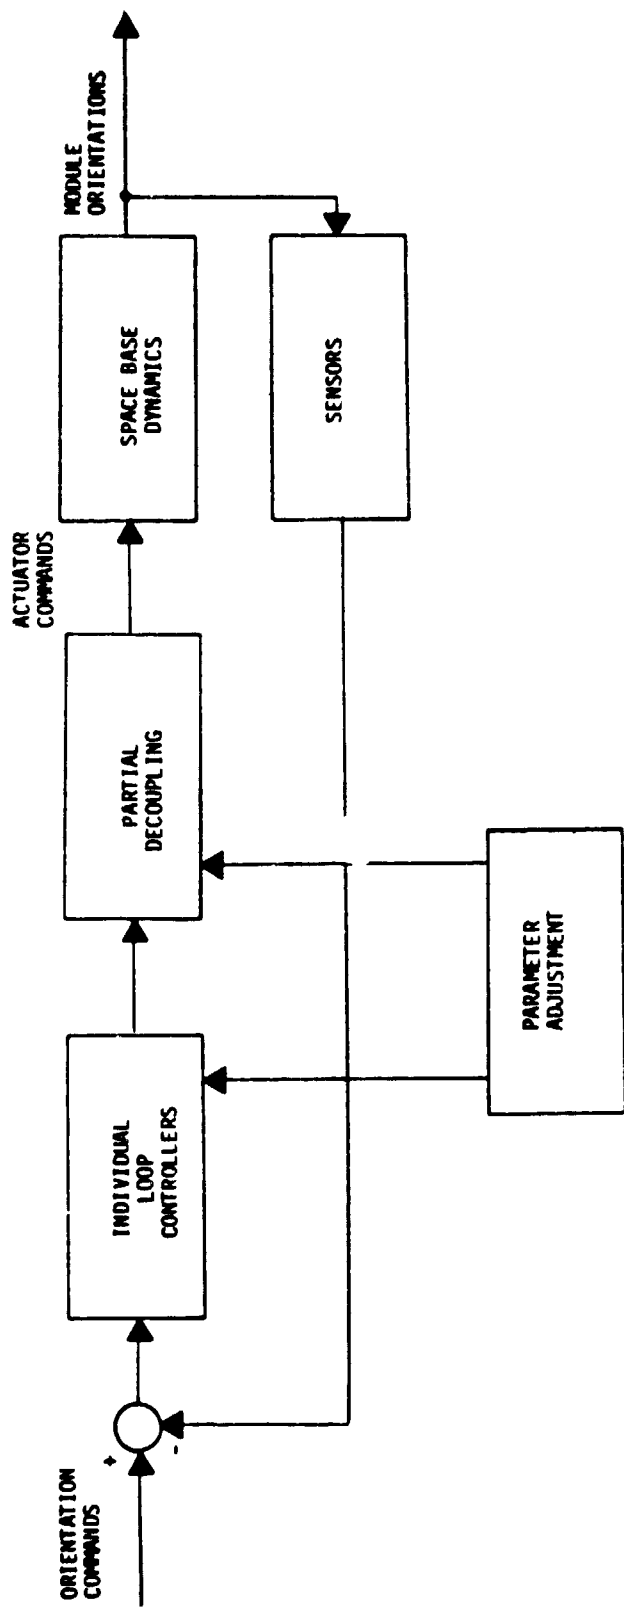 ORIENTATION
COMMANDS
+
-
INDIVIDUAL
LOOP
CONTROLLERS
PARTIAL
DECOUPLING
ACTUATOR
COMMANDS
SPACE BASE
DYNAMICS
MODULE
ORIENTATIONS
SENSORS
PARAMETER
ADJUSTMENT